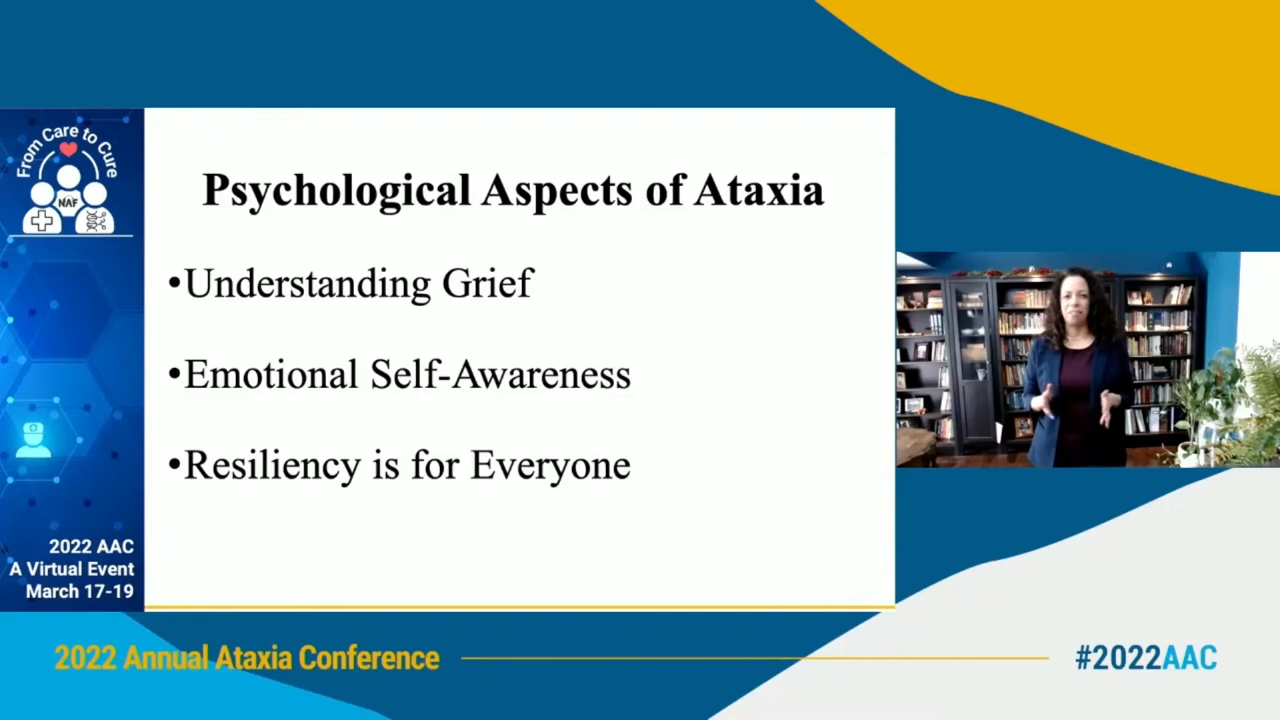 From Care to Cure
NAF
Psychological Aspects of Ataxia
•Understanding Grief
•Emotional Self-Awareness
•Resiliency is for Everyone
2022 AAC
A Virtual Event
March 17-19
2022 Annual Ataxia Conference
#2022AAC